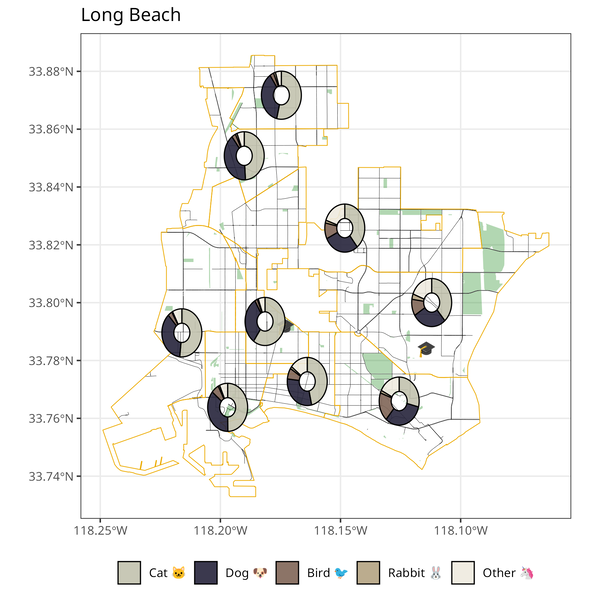 Long Beach
33.88°N
33.86°N
33.84°N
33.82°N
33.80°N
33.78°N
33.76°N
33.74°N
118.25°W 118.20°W 118.15°W 118.10°W
Cat 🐱 Dog 🐶 Bird 🐦 Rabbit 🐰 Other 🦄